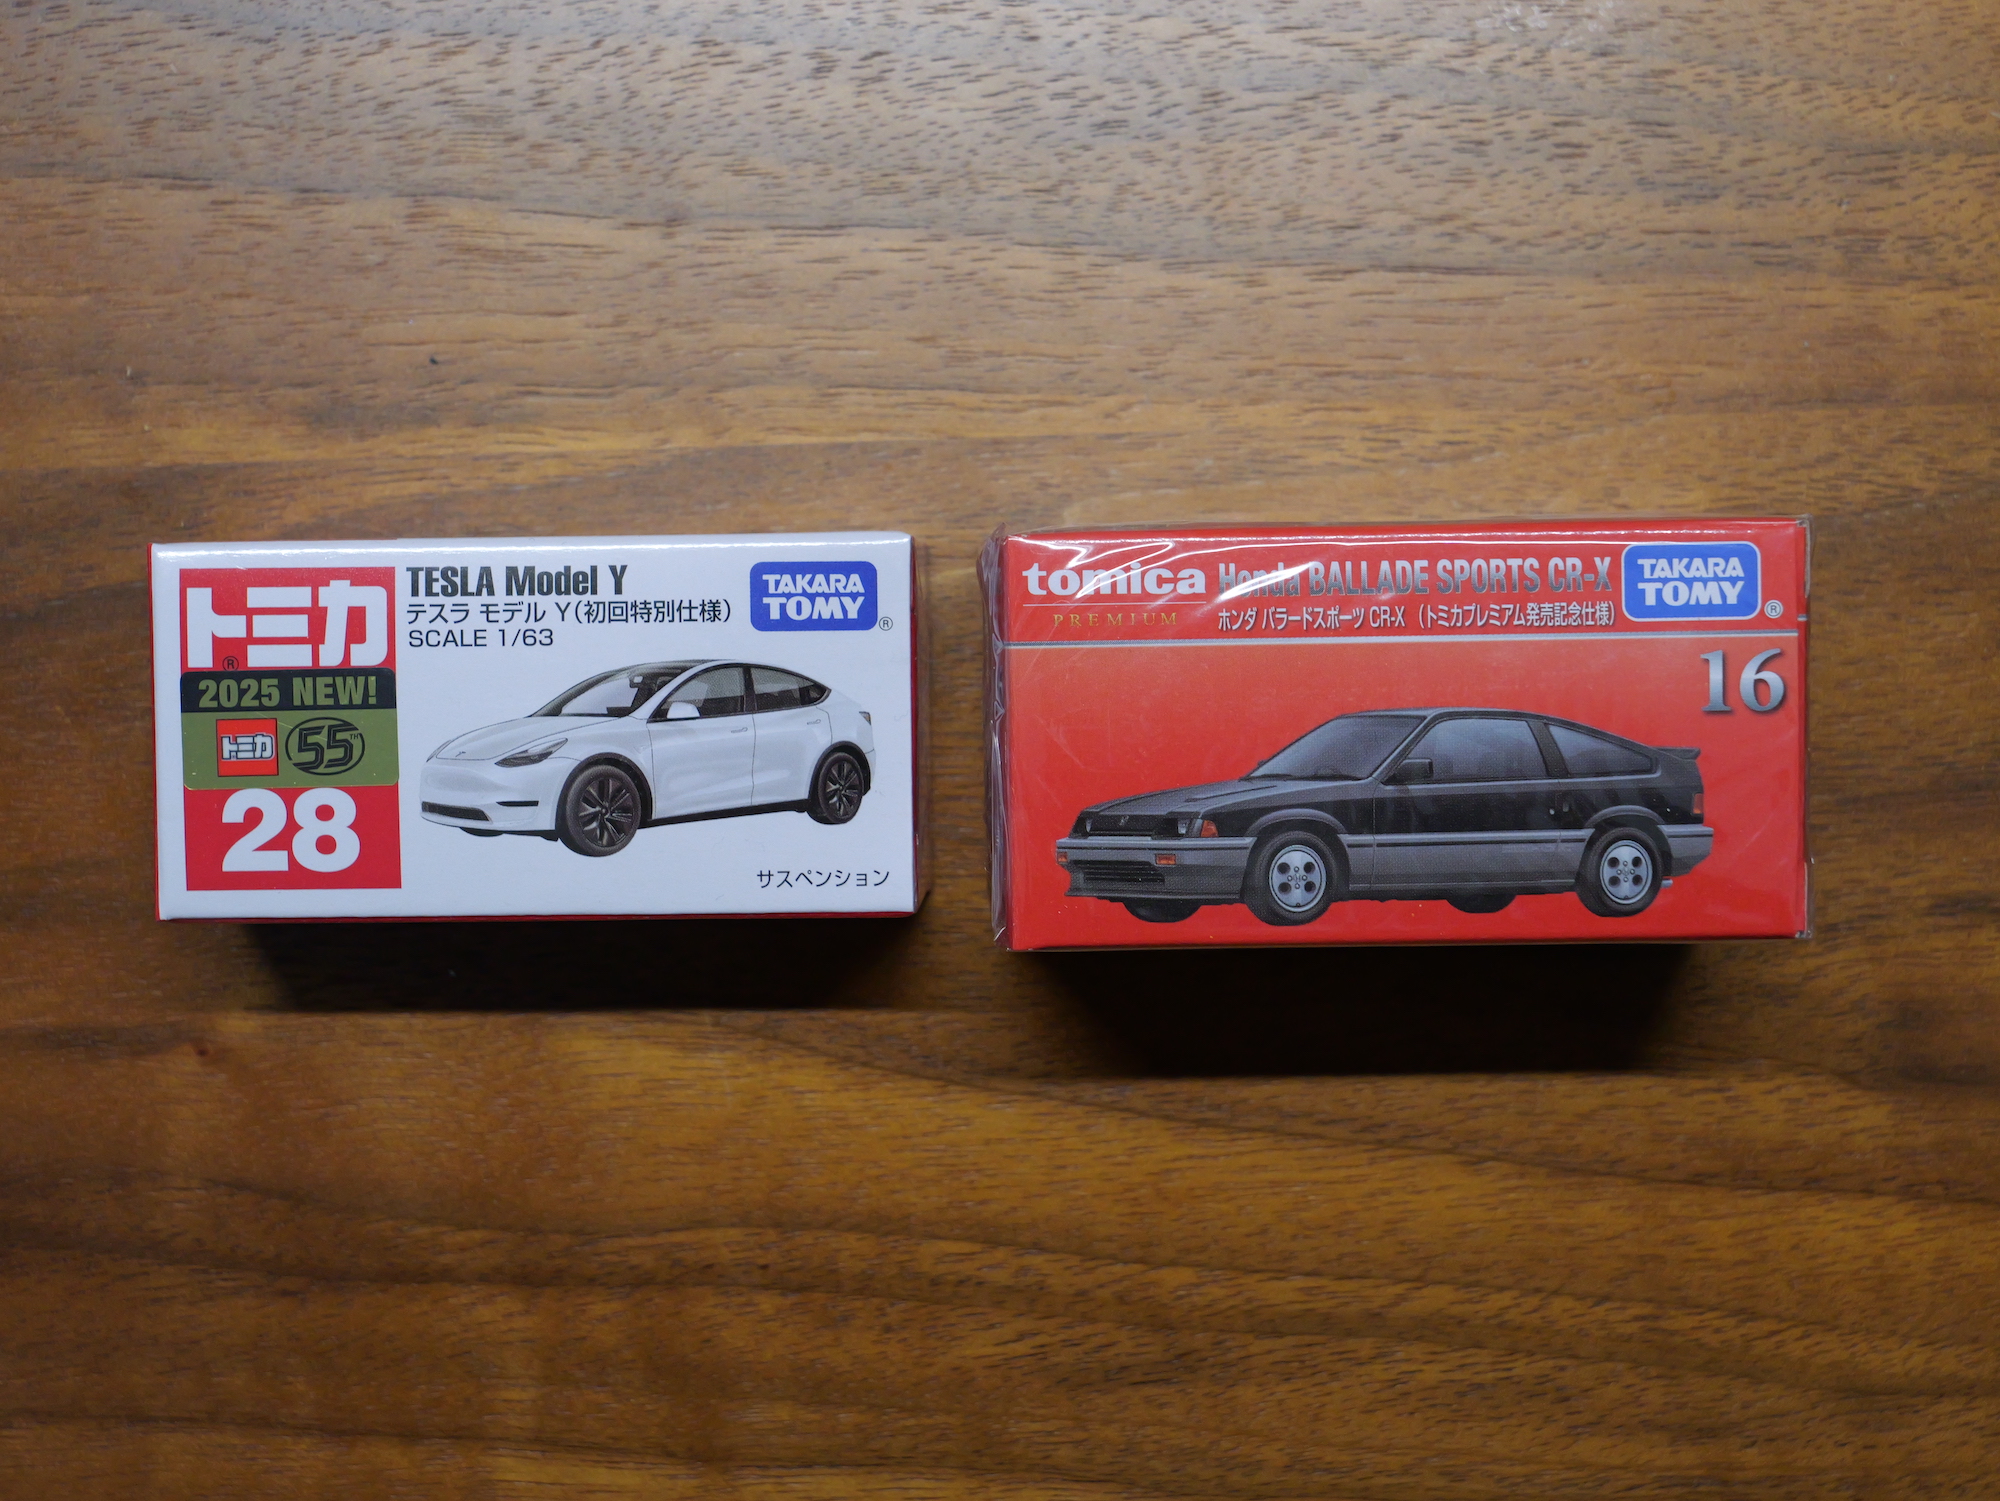 トミカ
®
2025 NEW!
トミカ 55TH
28
TESLA Model Y
テスラ モデル Y(初回特別仕様)
SCALE 1/63
TAKARA
TOMY
®
サスペンション
tomica
PREMIUM
Honda BALLADE SPORTS CR-X
ホンダ バラードスポーツ CR-X (トミカプレミアム発売記念仕様)
TAKARA
TOMY
®
16